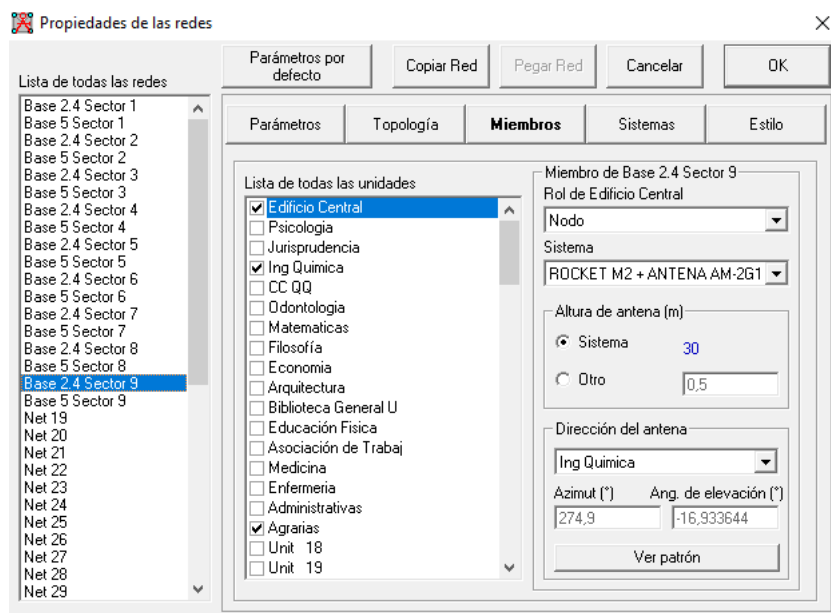 Propiedades de las redes
Parámetros por defecto
Copiar Red
Pegar Red
Cancelar
OK
Lista de todas las redes
Base 2.4 Sector 1
Base 5 Sector 1
Base 2.4 Sector 2
Base 5 Sector 2
Base 2.4 Sector 3
Base 5 Sector 3
Base 2.4 Sector 4
Base 5 Sector 4
Base 2.4 Sector 5
Base 5 Sector 5
Base 2.4 Sector 6
Base 5 Sector 6
Base 2.4 Sector 7
Base 5 Sector 7
Base 2.4 Sector 8
Base 5 Sector 8
Base 2.4 Sector 9
Base 5 Sector 9
Net 19
Net 20
Net 21
Net 22
Net 23
Net 24
Net 25
Net 26
Net 27
Net 28
Net 29
Parámetros
Topología
Miembros
Sistemas
Estilo
Lista de todas las unidades
Edificio Central
Psicologia
Jurisprudencia
Ing Quimica
CC QQ
Odontologia
Matematicas
Filosofía
Economia
Arquitectura
Biblioteca General U
Educación Fisica
Asociación de Trabaj
Medicina
Enfermeria
Administrativas
Agrarias
Unit 18
Unit 19
Miembro de Base 2.4 Sector 9
Rol de Edificio Central
Nodo
Sistema
ROCKET M2 + ANTENA AM-2G1
Altura de antena (m)
Sistema 30
Otro 0,5
Dirección del antena
Ing Quimica
Azimut (°) Ang. de elevación (°)
274,9 -16,933644
Ver patrón